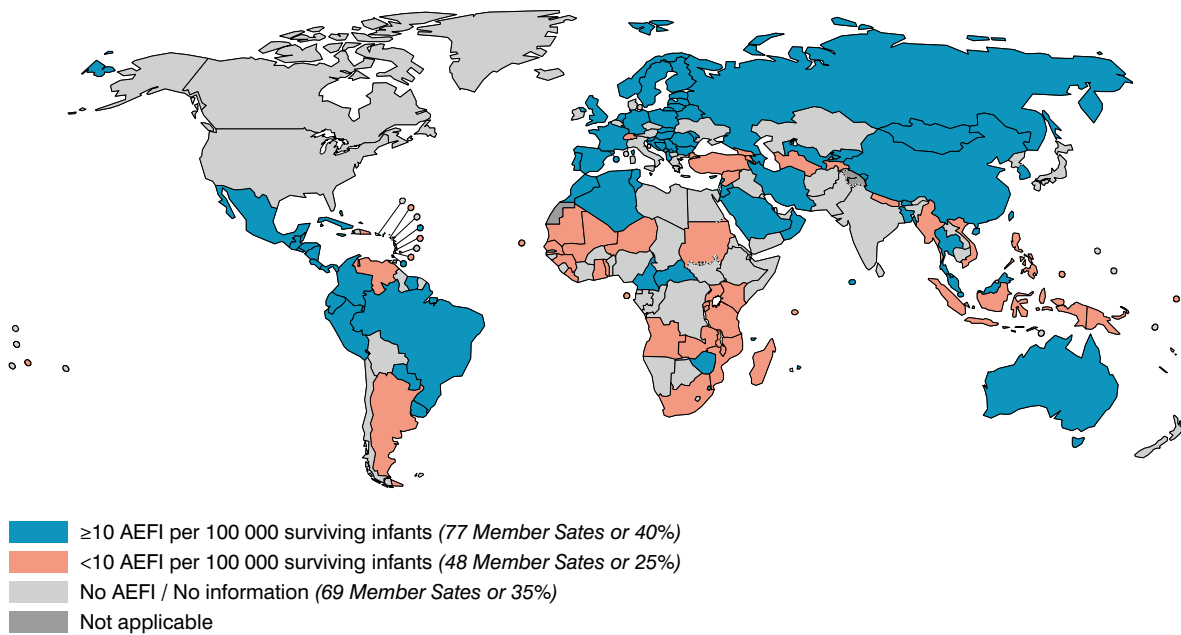 ≥10 AEFI per 100 000 surviving infants (77 Member Sates or 40%)
<10 AEFI per 100 000 surviving infants (48 Member Sates or 25%)
No AEFI / No information (69 Member Sates or 35%)
Not applicable